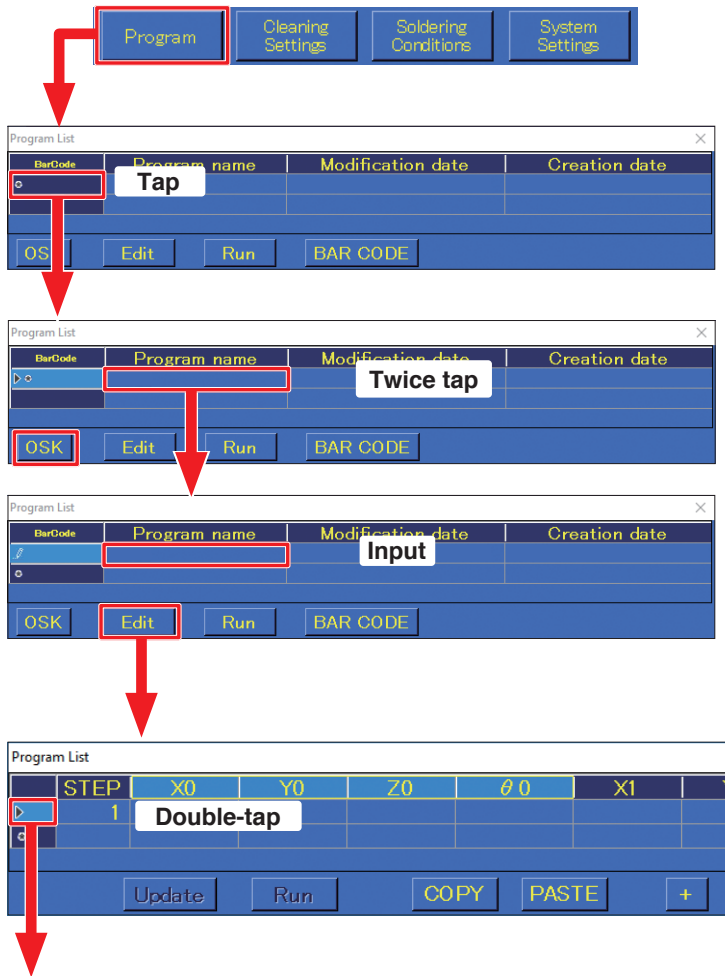 Program Cleaning Settings Soldering Conditions System Settings
Program List
BarCode Program name Modification date Creation date
Tap
OS Edit Run BAR CODE
Program List
BarCode Program name Modification date Creation date
Twice tap
OSK Edit Run BAR CODE
Program List
BarCode Program name Modification date Creation date
Input
OSK Edit Run BAR CODE
Program List
STEP X0 Y0 Z0 θ0 X1
1 Double-tap
Update Run COPY PASTE +